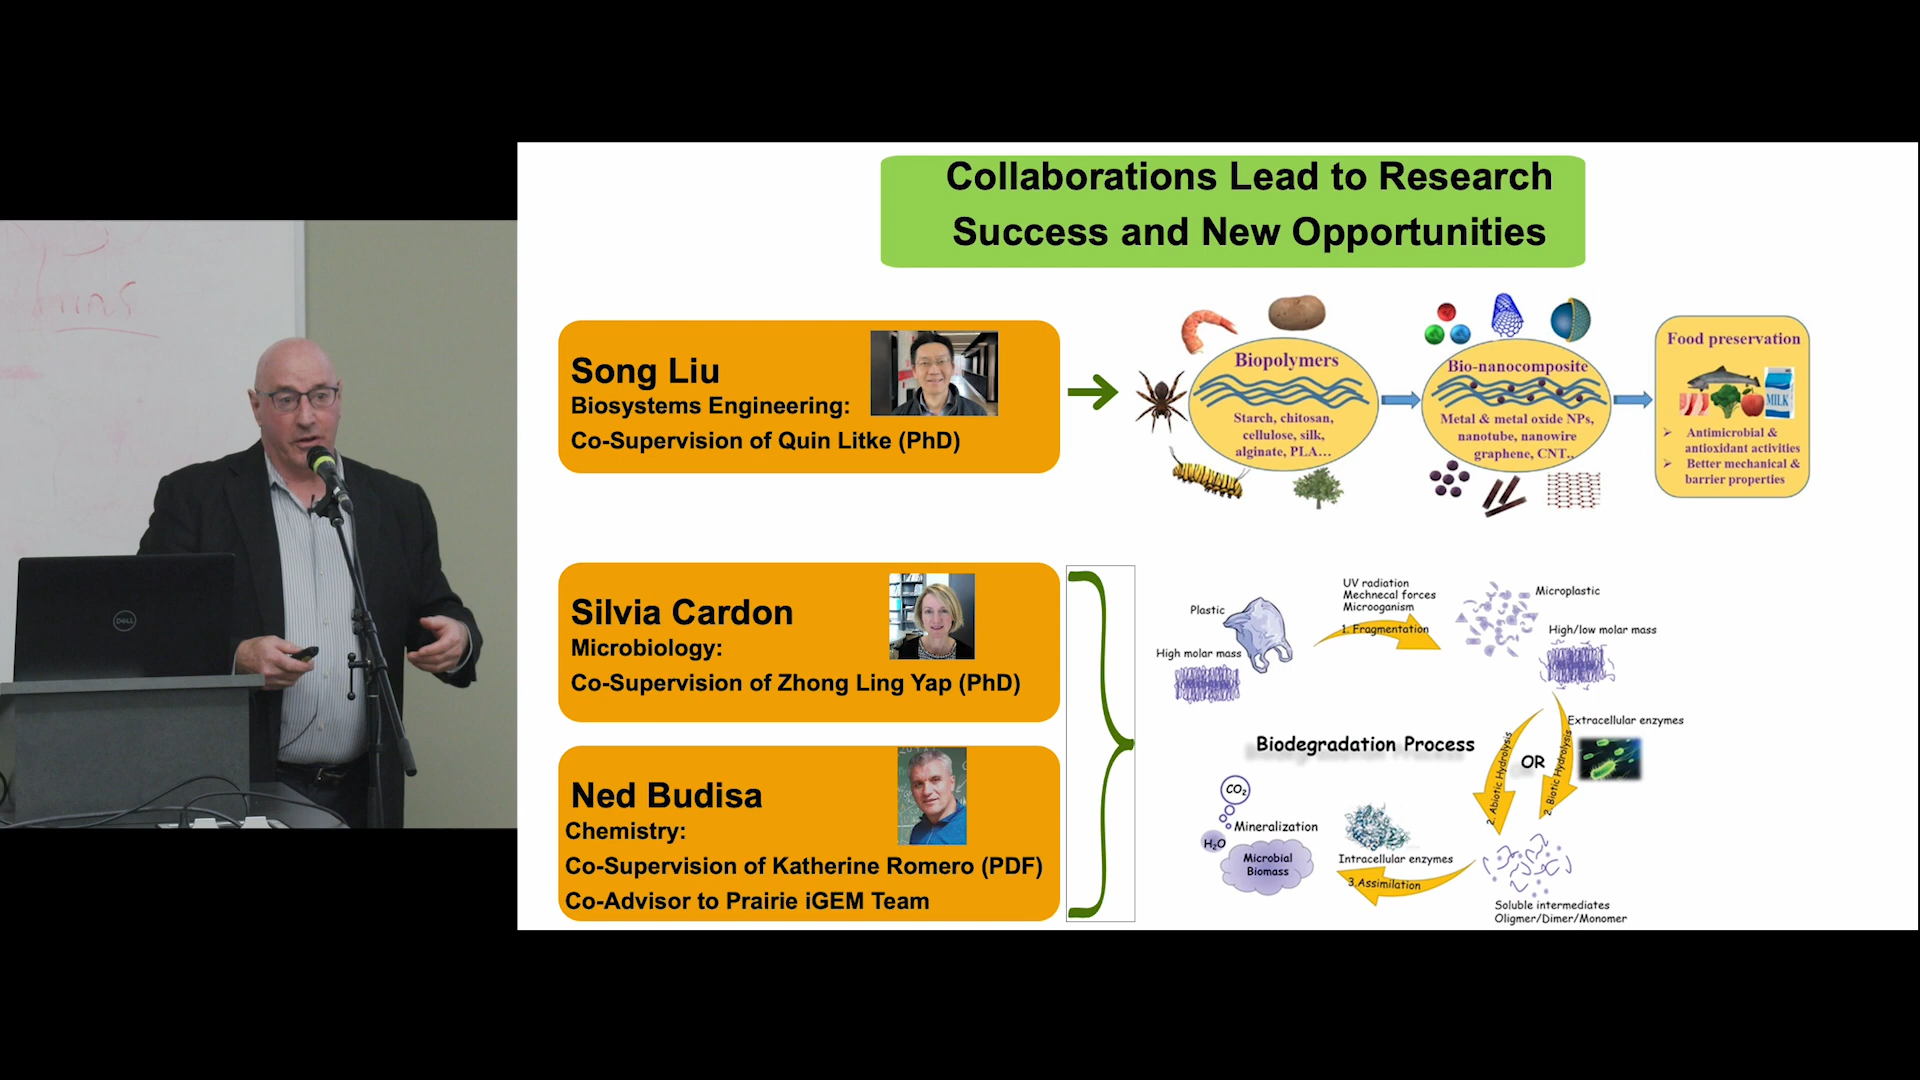 Collaborations Lead to Research
Success and New Opportunities
Song Liu
Biosystems Engineering:
Co-Supervision of Quin Litke (PhD)
Biopolymers
Starch, chitosan,
cellulose, silk,
alginate, PLA...
Bio-nanocomposite
Metal & metal oxide NPs,
nanotube, nanowire
graphene, CNT..
Food preservation
MILK
Antimicrobial &
antioxidant activities
Better mechanical &
barrier properties
Silvia Cardon
Microbiology:
Co-Supervision of Zhong Ling Yap (PhD)
Ned Budisa
Chemistry:
Co-Supervision of Katherine Romero (PDF)
Co-Advisor to Prairie iGEM Team
Plastic
High molar mass
UV radiation
Mechnecal forces
Microoganism
1. Fragmentation
Microplastic
High/low molar mass
Extracellular enzymes
Biodegradation Process
2. Abiotic Hydrolysis
OR
2. Biotic Hydrolysis
CO2
H2O
Mineralization
Microbial
Biomass
Intracellular enzymes
3.Assimilation
Soluble intermediates
Oligmer/Dimer/Monomer
DELL